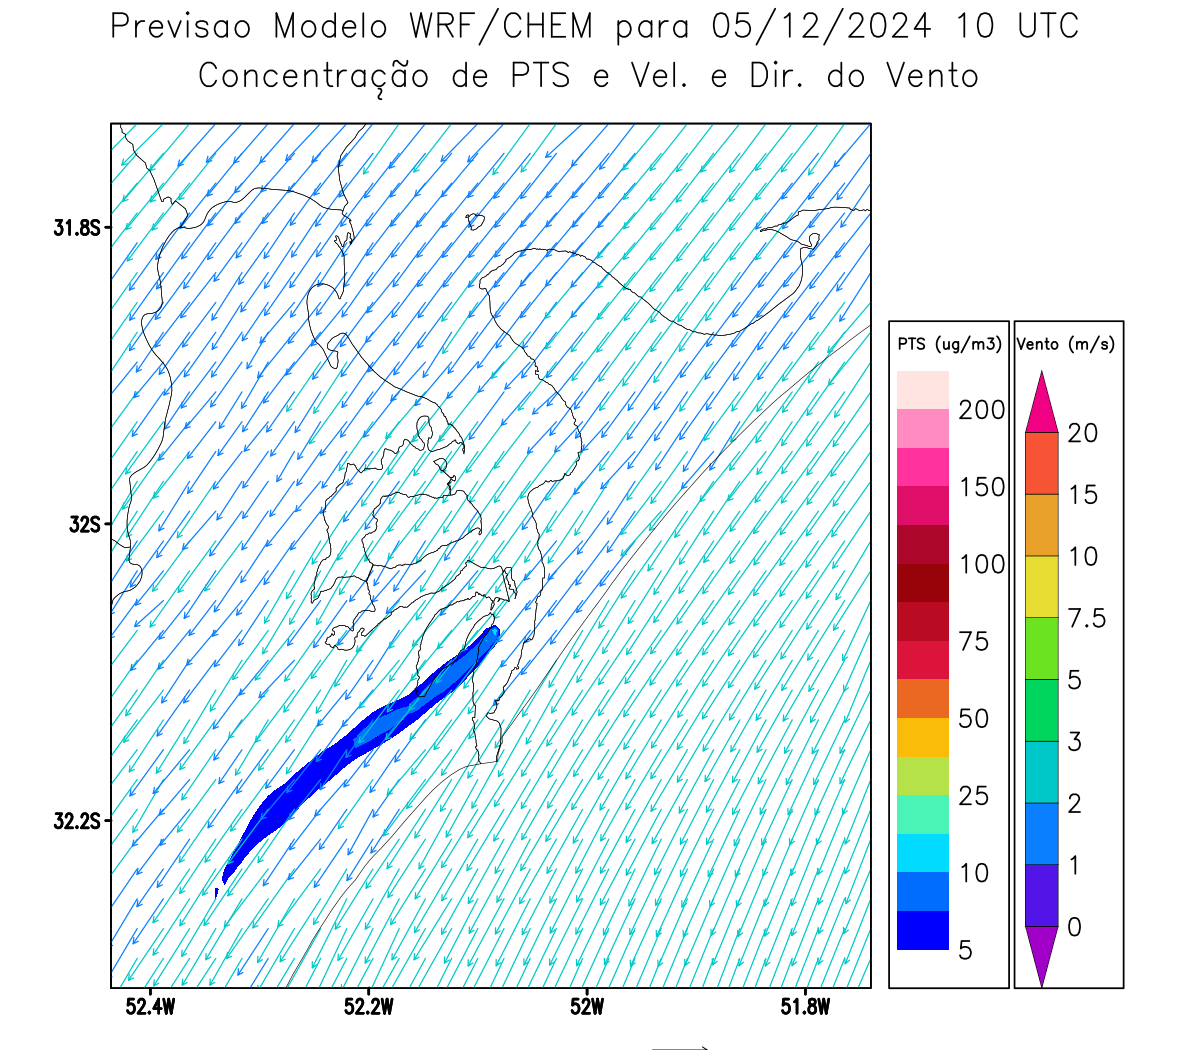 Previsao Modelo WRF/CHEM para 05/12/2024 10 UTC
Concentração de PTS e Vel. e Dir. do Vento
31.8S
32S
32.2S
52.4W
52.2W
52W
51.8W
PTS (ug/m3)
200
150
100
75
50
25
10
5
Vento (m/s)
20
15
10
7.5
5
3
2
1
0